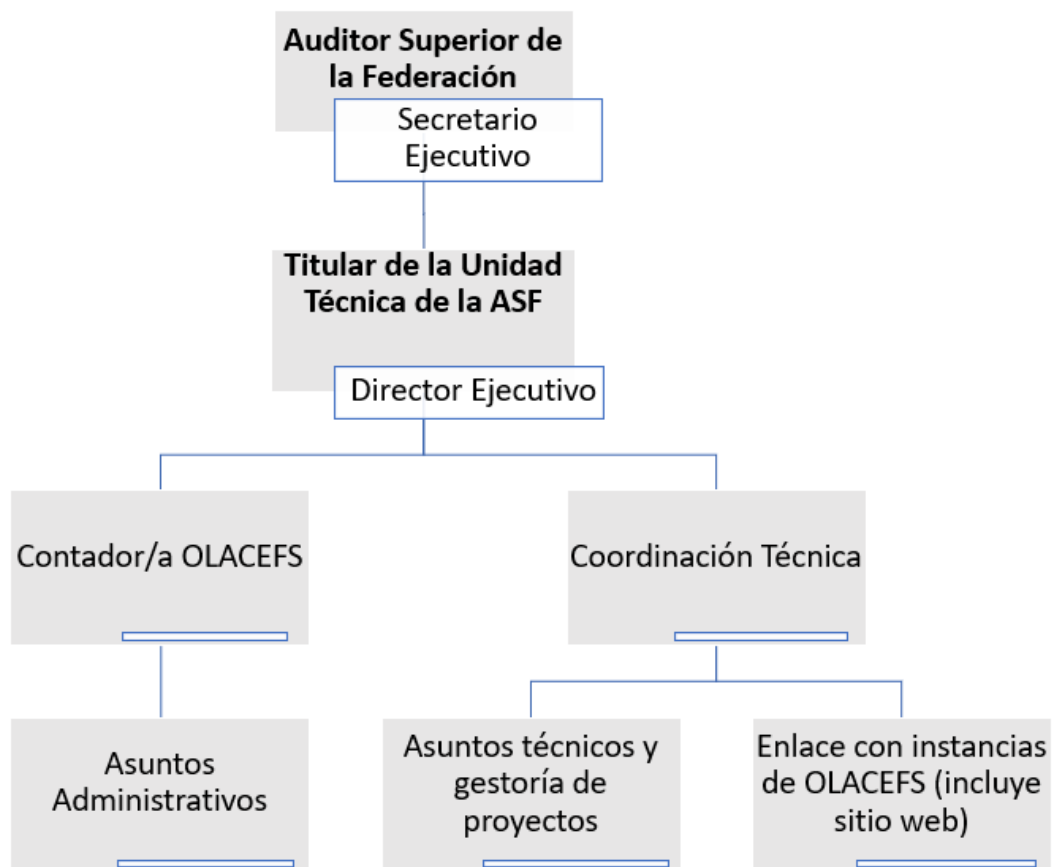 Auditor Superior de
la Federación
Secretario
Ejecutivo
Titular de la Unidad
Técnica de la ASF
Director Ejecutivo
Contador/a OLACEFS
Coordinación Técnica
Asuntos
Administrativos
Asuntos técnicos y
gestoría de
proyectos
Enlace con instancias
de OLACEFS (incluye
sitio web)